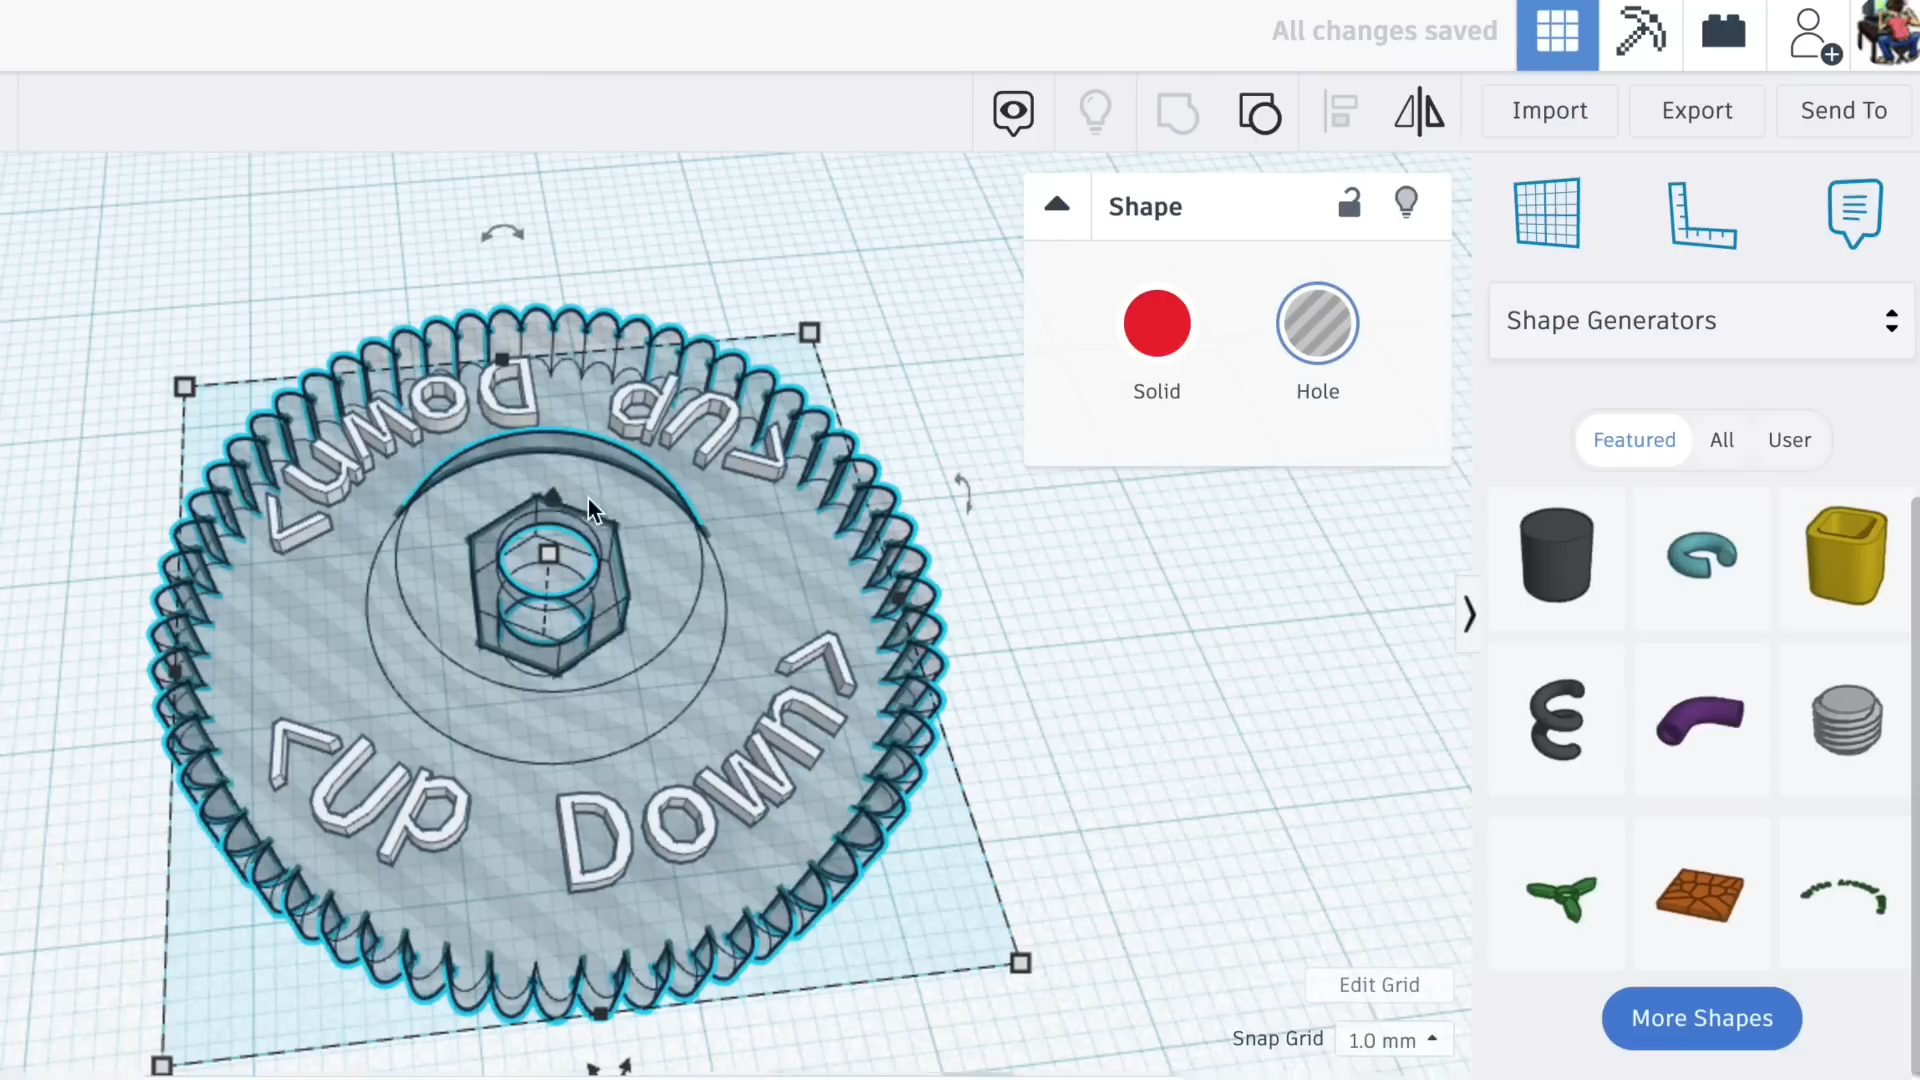 All changes saved
Import
Export
Send To
Shape
Solid
Hole
Shape Generators
Featured
All
User
Down>
<Up
<Up
Down>
Edit Grid
Snap Grid
1.0 mm
More Shapes